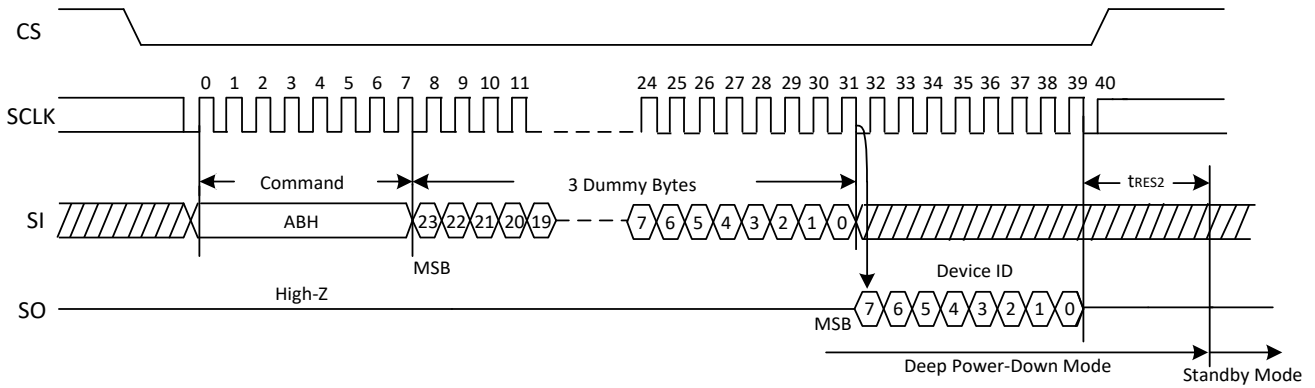 CS
0 1 2 3 4 5 6 7 8 9 10 11 24 25 26 27 28 29 30 31 32 33 34 35 36 37 38 39 40
SCLK
Command 3 Dummy Bytes tRES2
SI ABH 23 22 21 20 19 7 6 5 4 3 2 1 0
MSB
High-Z Device ID
SO 7 6 5 4 3 2 1 0
MSB
Deep Power-Down Mode Standby Mode